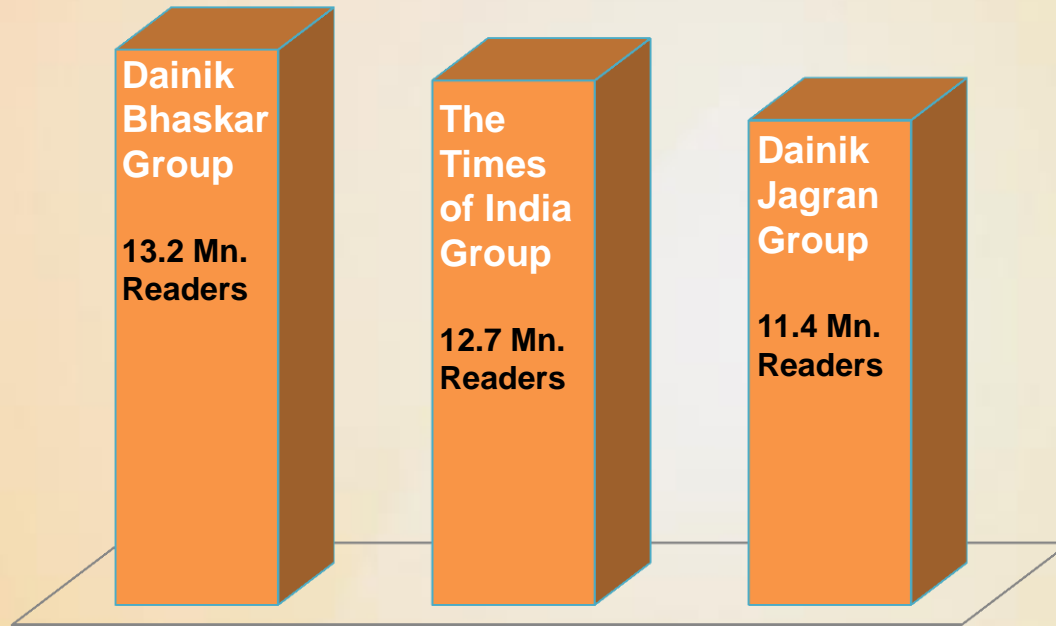 Dainik
Bhaskar
Group
13.2 Mn.
Readers
The
Times
of India
Group
12.7 Mn.
Readers
Dainik
Jagran
Group
11.4 Mn.
Readers